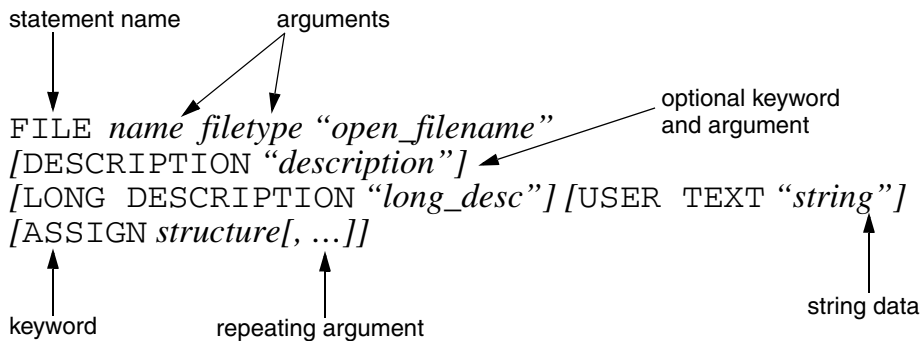 statement name arguments
FILE name filetype “open_filename”
optional keyword
and argument
[DESCRIPTION “description”]
[LONG DESCRIPTION “long_desc”] [USER TEXT “string”]
[ASSIGN structure[, …]]
keyword repeating argument string data